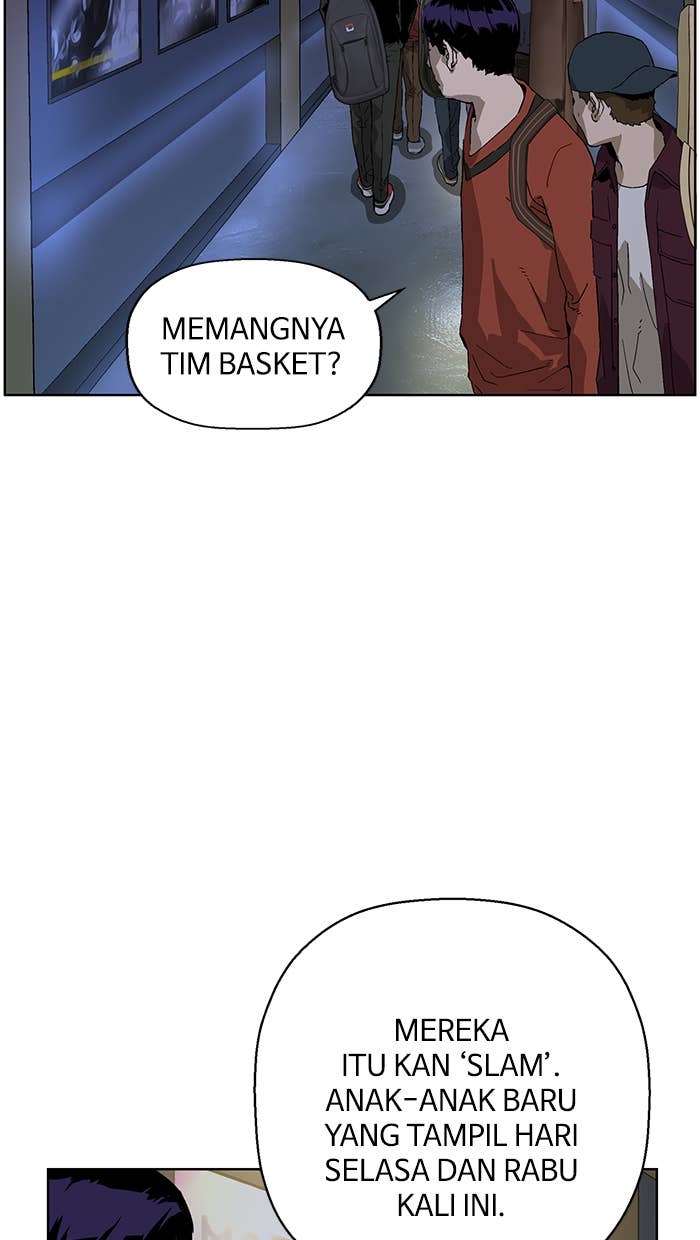 MEMANGNYA
TIM BASKET?
MEREKA
ITU KAN ‘SLAM’.
ANAK-ANAK BARU
YANG TAMPIL HARI
SELASA DAN RABU
KALI INI.